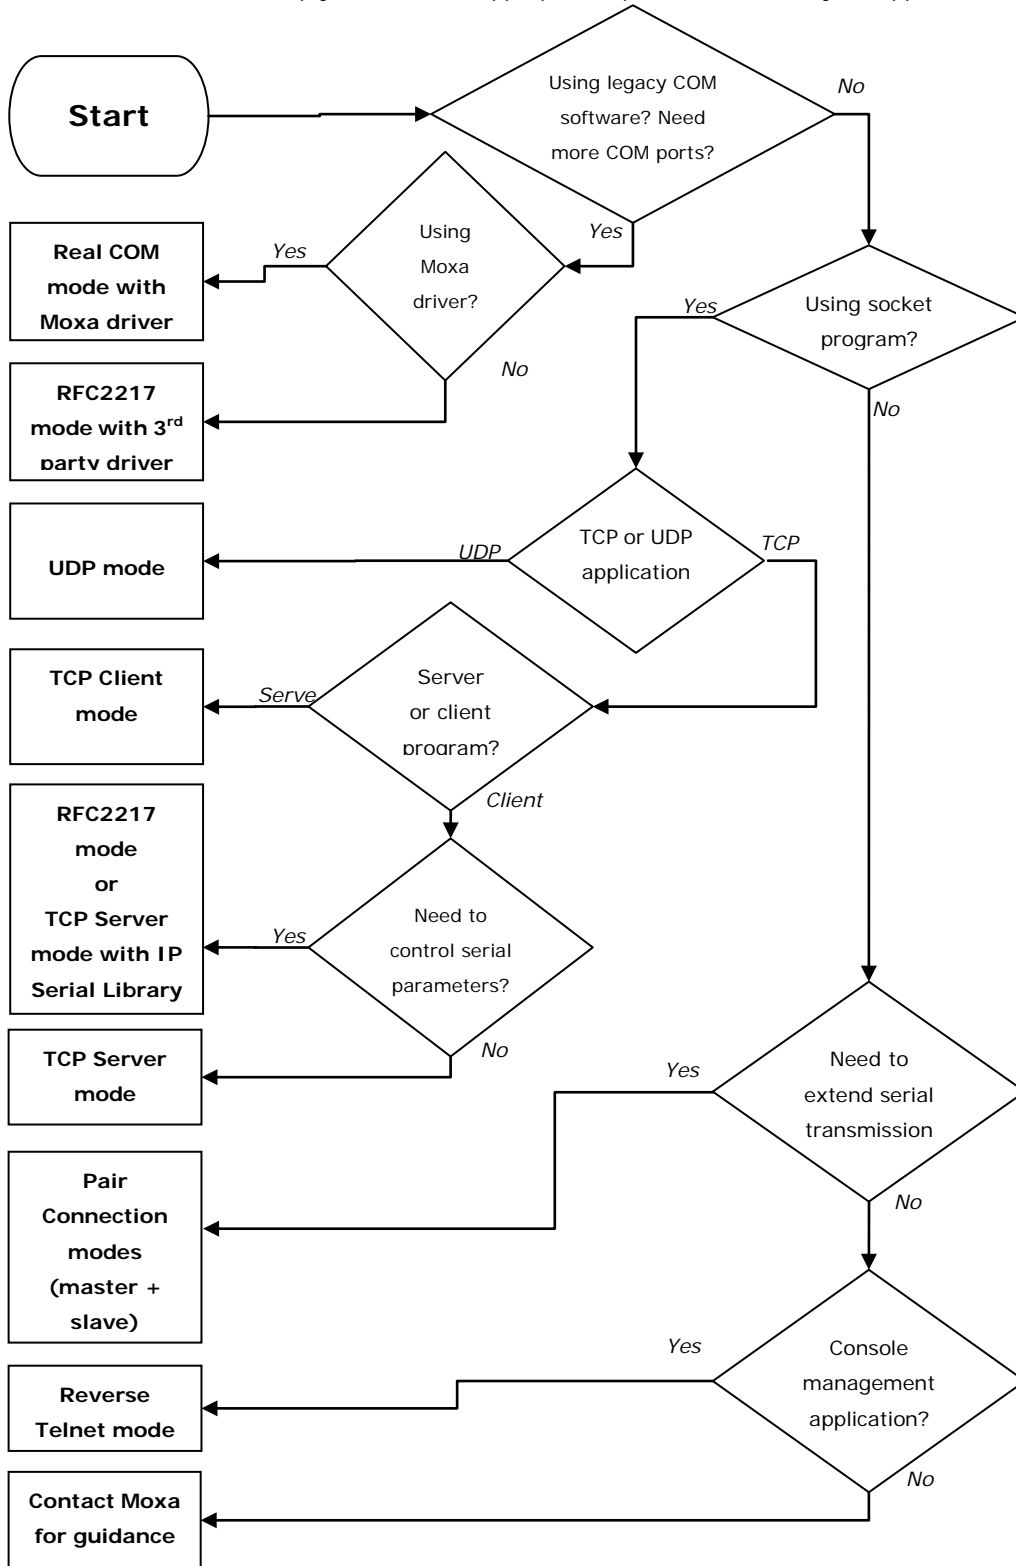 Using legacy COM
software? Need
more COM ports?
No
Start
Using
Moxa
driver?
Yes
Yes
Real COM
mode with
Moxa driver
Using socket
program?
Yes
No
No
RFC2217
mode with 3rd
party driver
TCP or UDP
application
UDP
TCP
UDP mode
Server
or client
program?
Serve
TCP Client
mode
Client
RFC2217
mode
or
TCP Server
mode with IP
Serial Library
Need to
control serial
parameters?
Yes
No
TCP Server
mode
Need to
extend serial
transmission
Yes
No
Pair
Connection
modes
(master +
slave)
Console
management
application?
Yes
No
Reverse
Telnet mode
Contact Moxa
for guidance